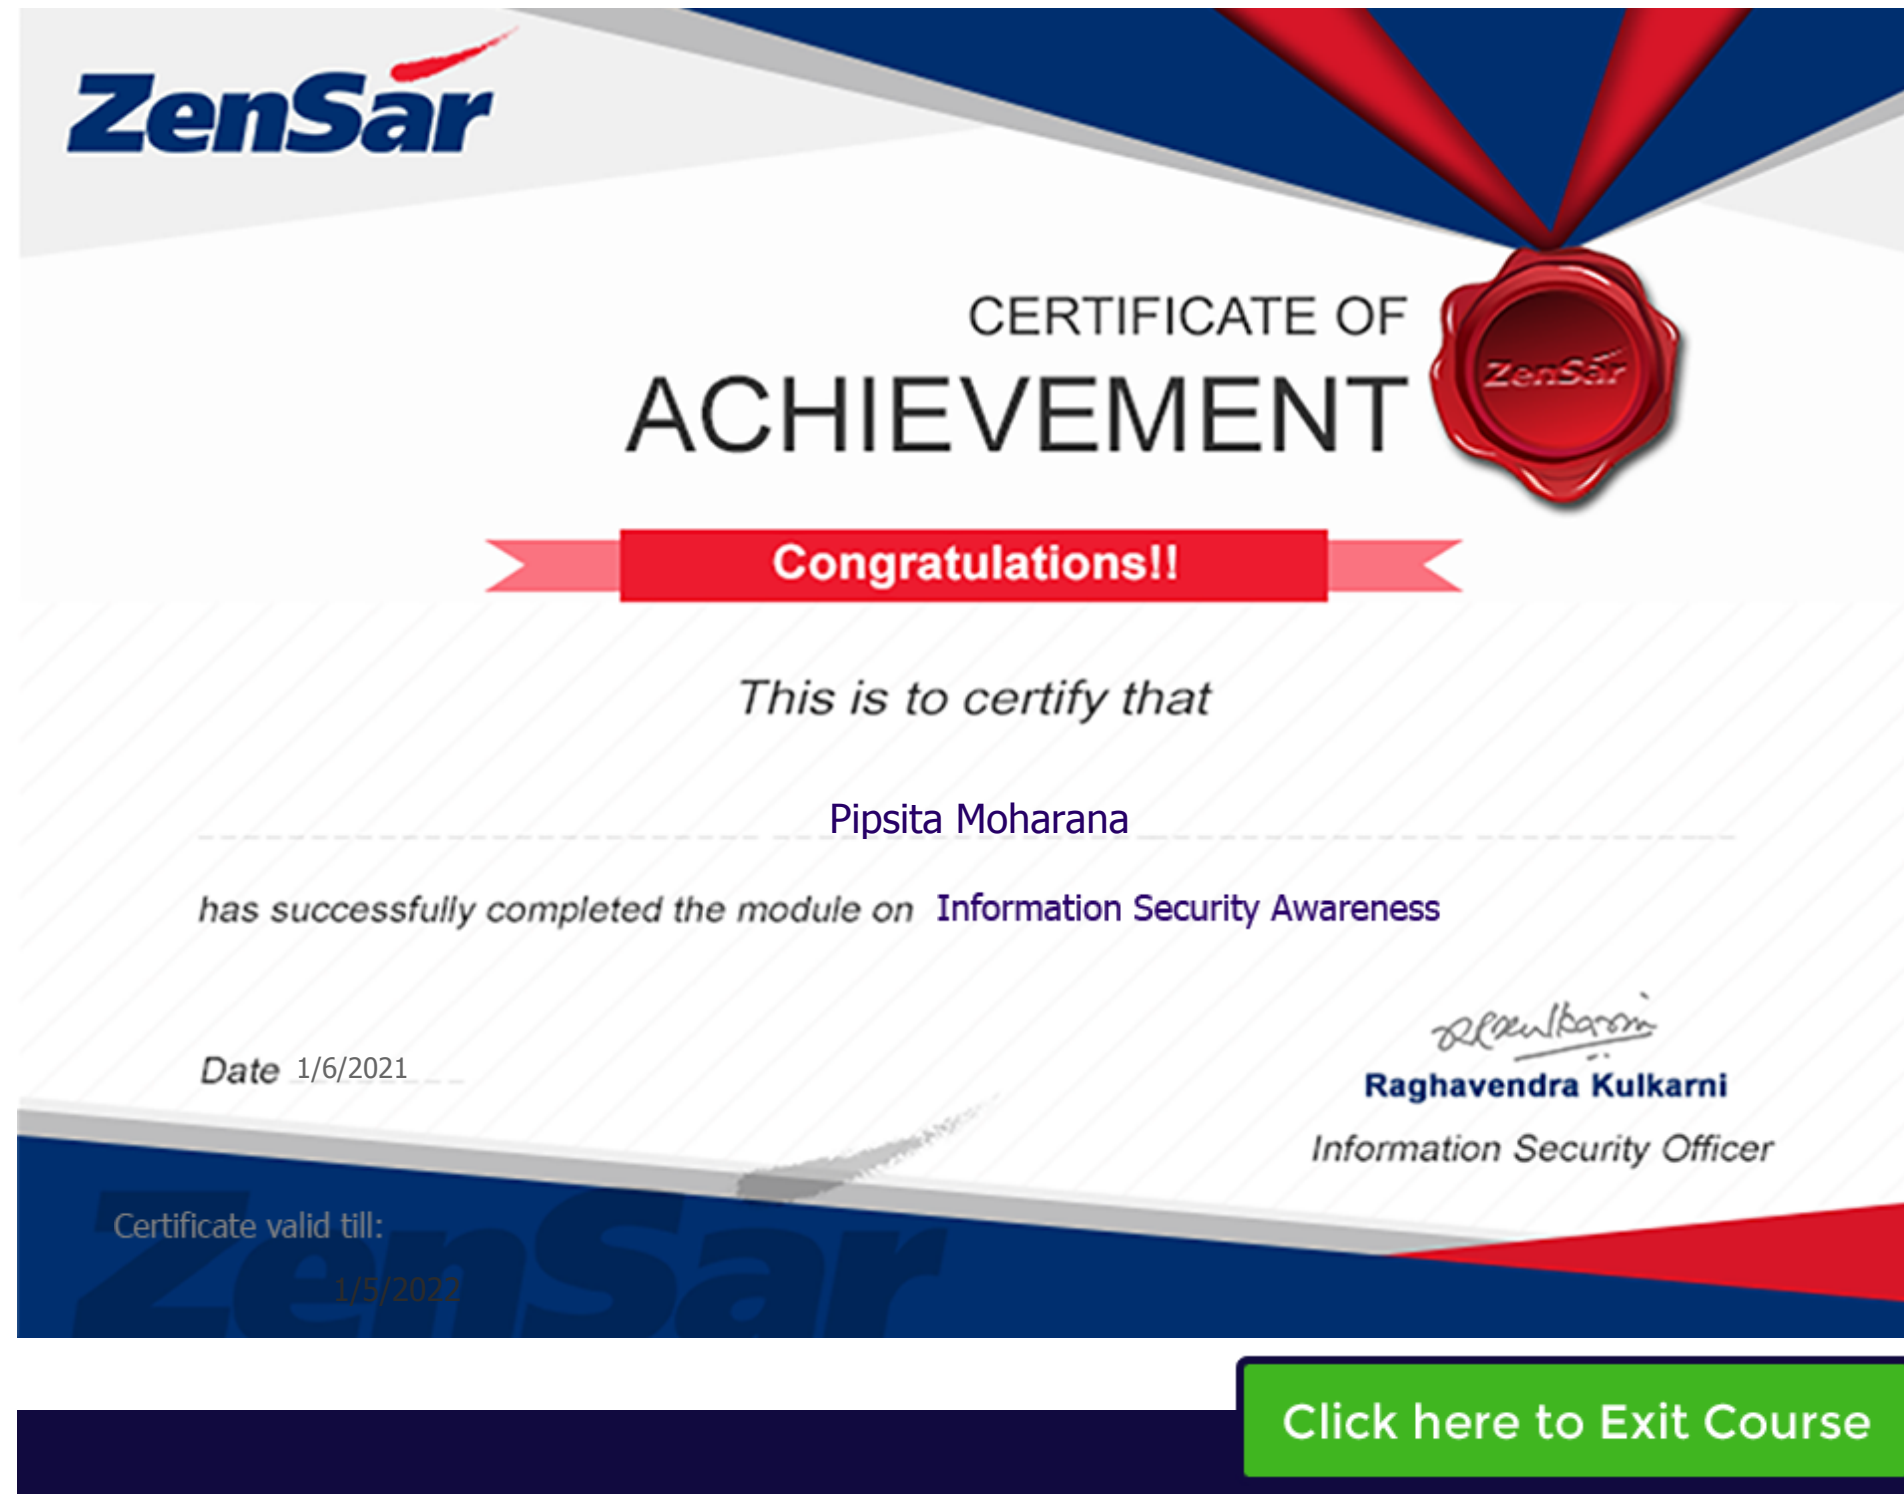 ZenSar
CERTIFICATE OF
ACHIEVEMENT
ZenSar
Congratulations!!
This is to certify that
Pipsita Moharana
has successfully completed the module on Information Security Awareness
Date 1/6/2021
Raghavendra Kulkarni
Information Security Officer
ZenSar
Certificate valid till:
1/5/2022
Click here to Exit Course